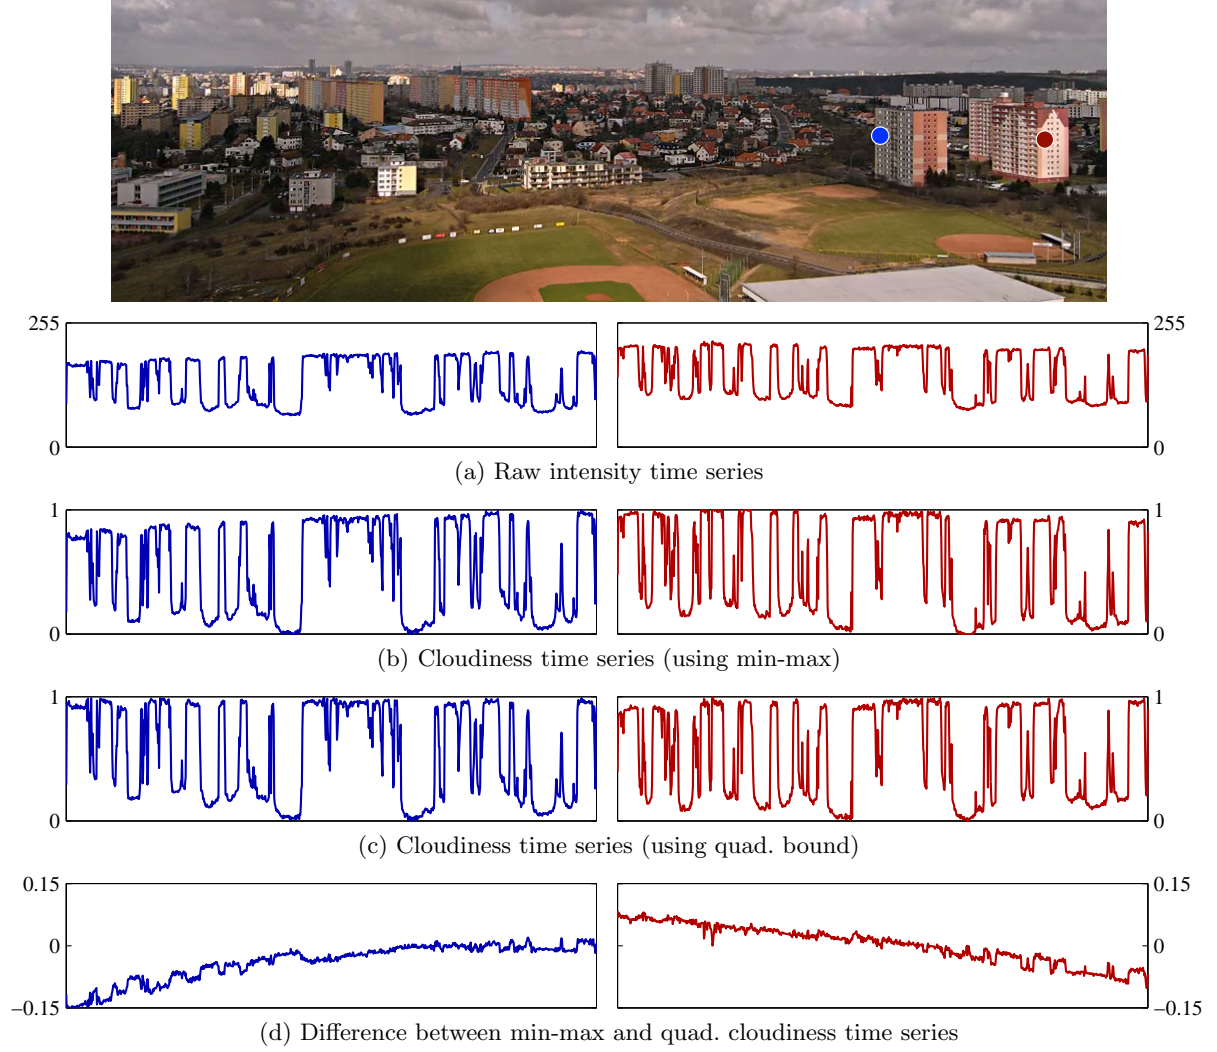 255 255
0 0
(a) Raw intensity time series
1 1
0 0
(b) Cloudiness time series (using min-max)
1 1
0 0
(c) Cloudiness time series (using quad. bound)
0.15 0.15
0 0
−0.15 −0.15
(d) Difference between min-max and quad. cloudiness time series